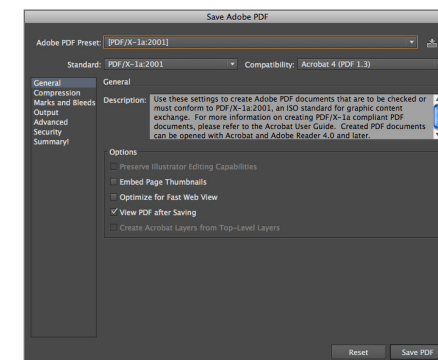 Save Adobe PDF
Adobe PDF Preset: [PDF/X-1a:2001]
Standard: PDF/X-1a:2001 Compatibility: Acrobat 4 (PDF 1.3)
General
Compression
Marks and Bleeds
Output
Advanced
Security
Summary!
General
Description: Use these settings to create Adobe PDF documents that are to be checked or
must conform to PDF/X-1a:2001, an ISO standard for graphic content
exchange. For more information on creating PDF/X-1a compliant PDF
documents, please refer to the Acrobat User Guide. Created PDF documents
can be opened with Acrobat and Adobe Reader 4.0 and later.
Options
Preserve Illustrator Editing Capabilities
Embed Page Thumbnails
Optimize for Fast Web View
View PDF after Saving
Create Acrobat Layers from Top-Level Layers
Reset Save PDF